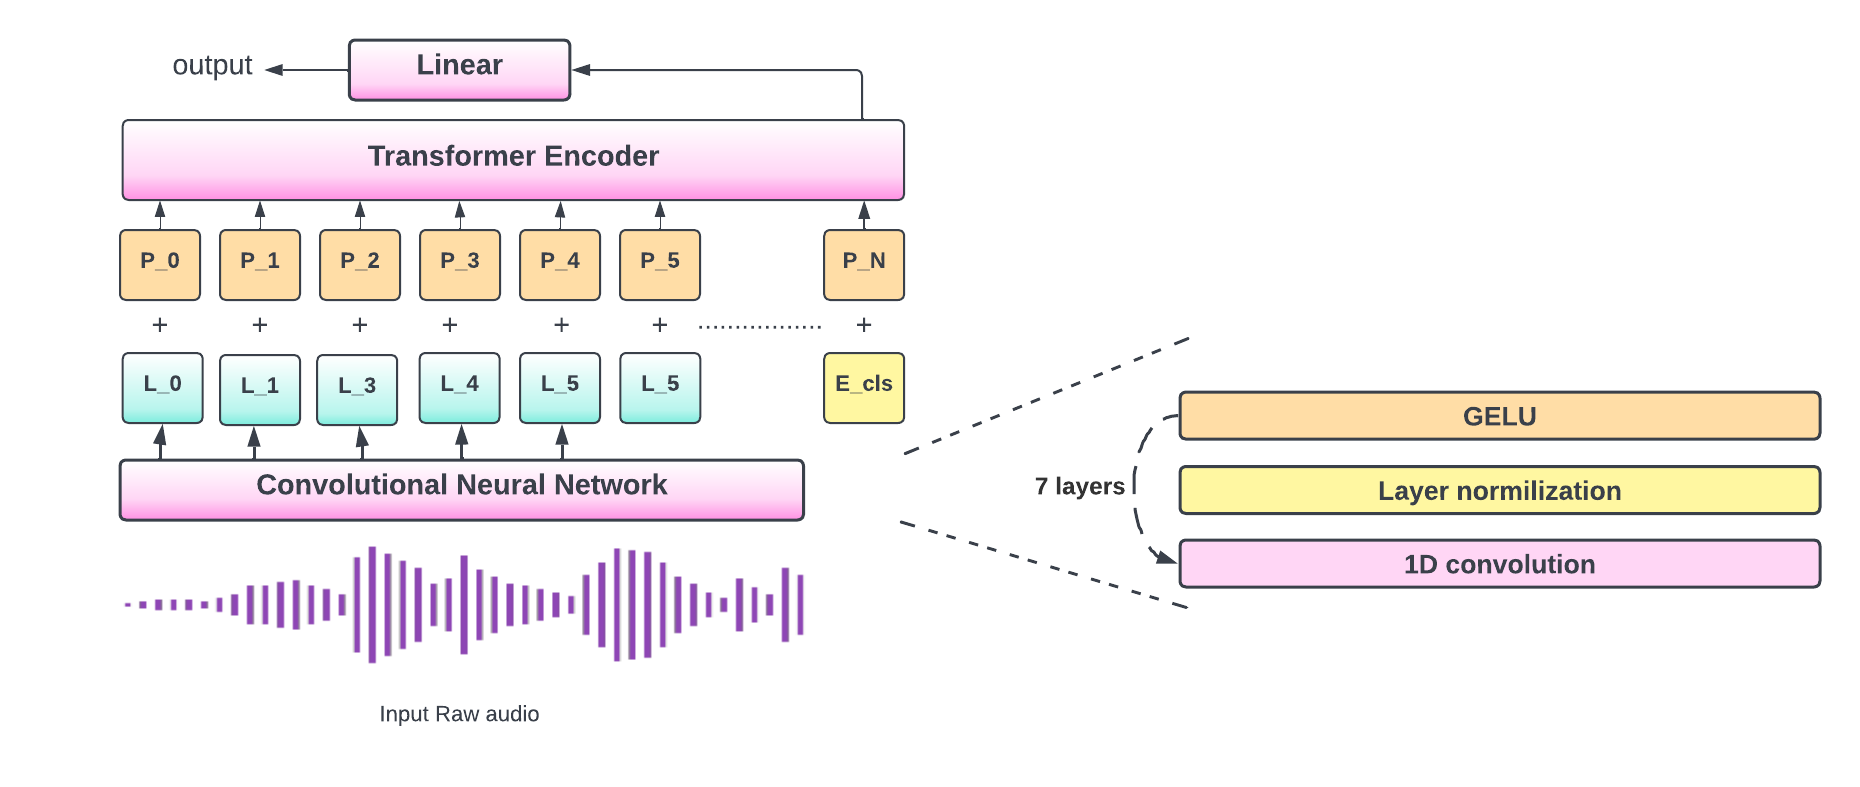 output
Linear
Transformer Encoder
P_0 P_1 P_2 P_3 P_4 P_5 P_N
+ + + + + + +
L_0 L_1 L_3 L_4 L_5 L_5 E_cls
Convolutional Neural Network
Input Raw audio
GELU
7 layers
Layer normilization
1D convolution